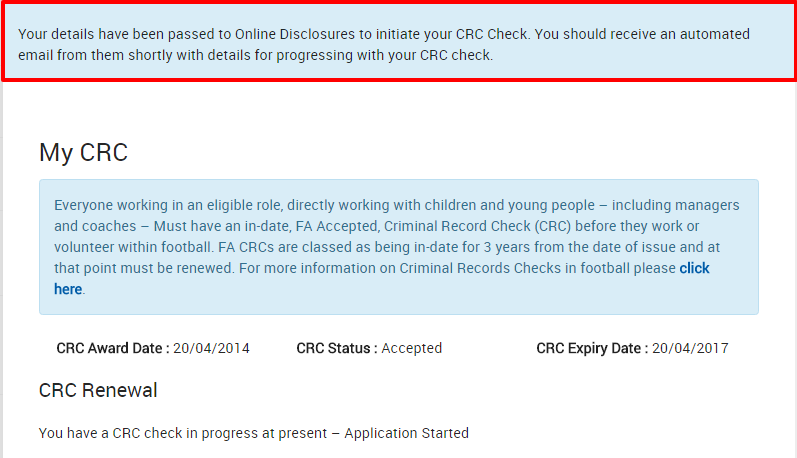 Your details have been passed to Online Disclosures to initiate your CRC Check. You should receive an automated
email from them shortly with details for progressing with your CRC check.
My CRC
Everyone working in an eligible role, directly working with children and young people – including managers
and coaches – Must have an in-date, FA Accepted, Criminal Record Check (CRC) before they work or
volunteer within football. FA CRCs are classed as being in-date for 3 years from the date of issue and at
that point must be renewed. For more information on Criminal Records Checks in football please click
here.
CRC Award Date : 20/04/2014 CRC Status : Accepted CRC Expiry Date : 20/04/2017
CRC Renewal
You have a CRC check in progress at present – Application Started